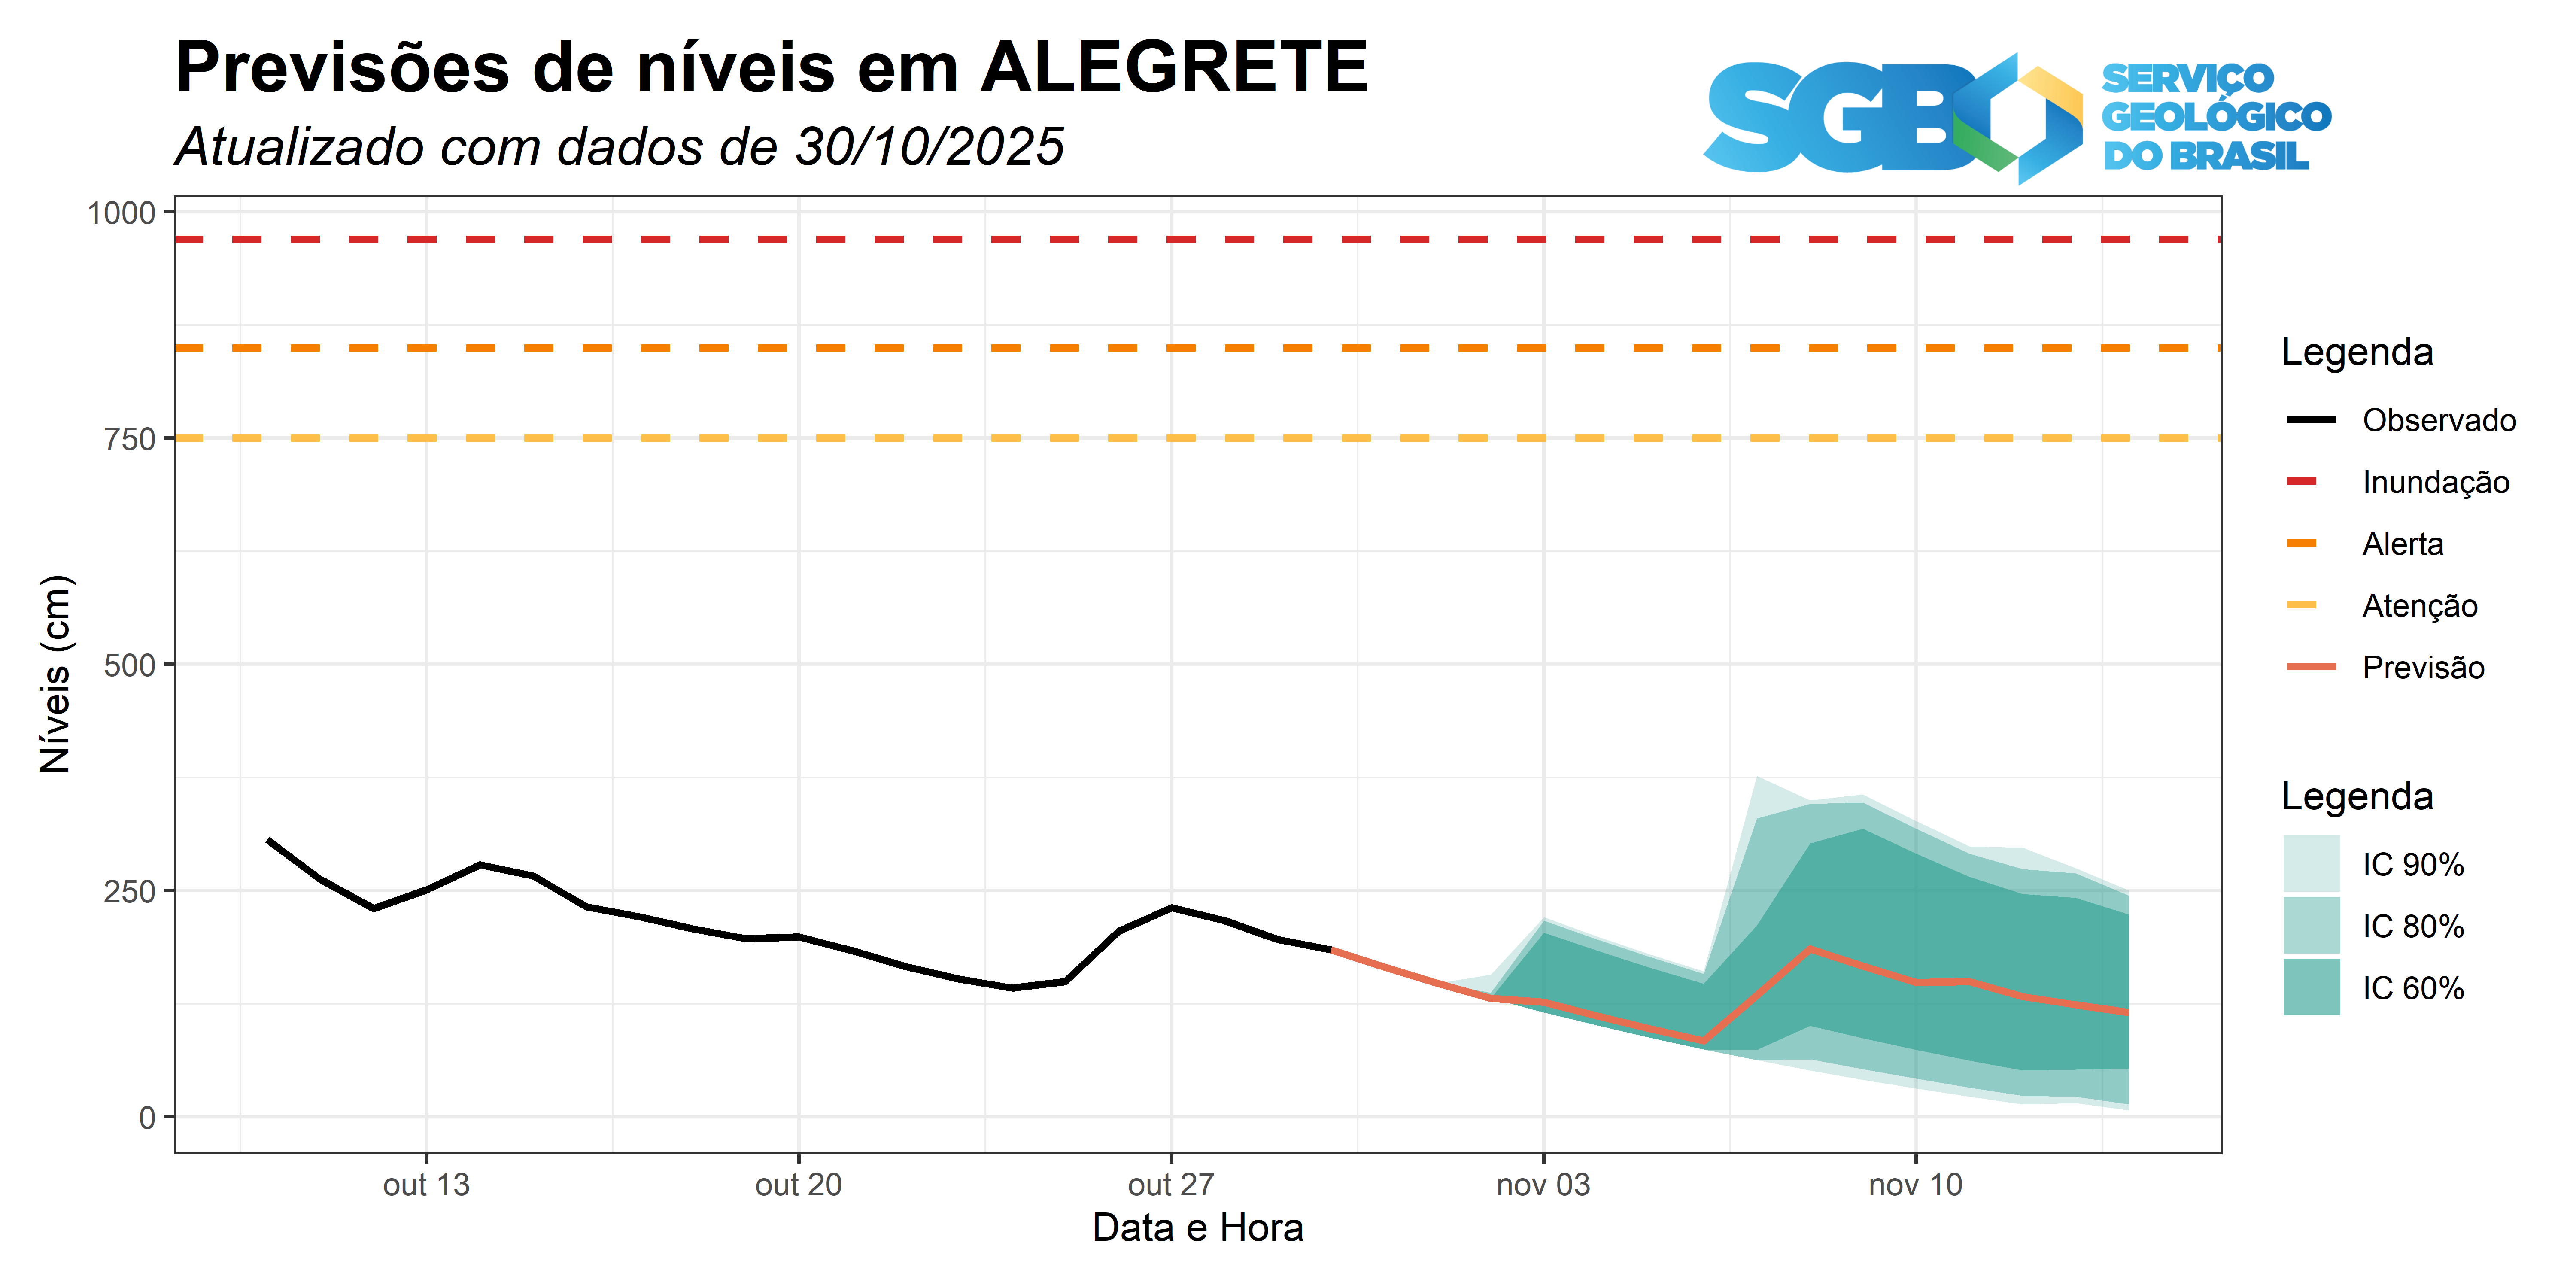 Previsões de níveis em ALEGRETE
Atualizado com dados de 30/10/2025
SGB
SERVIÇO
GEOLÓGICO
DO BRASIL
1000
750
500
250
0
Níveis (cm)
out 13
out 20
out 27
nov 03
nov 10
Data e Hora
Legenda
Observado
Inundação
Alerta
Atenção
Previsão
Legenda
IC 90%
IC 80%
IC 60%